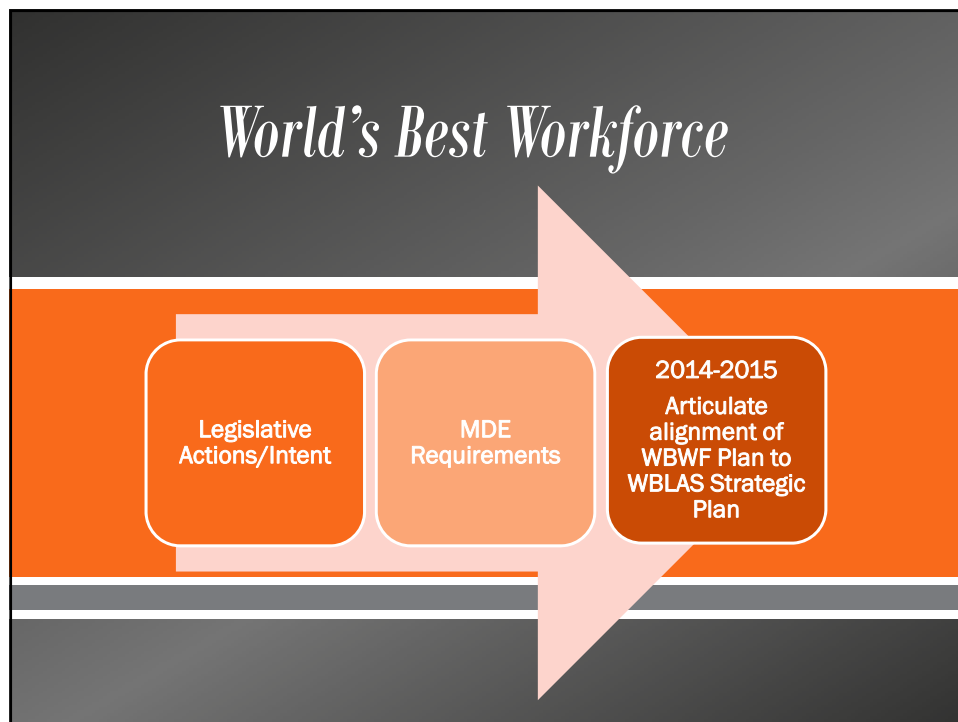 World's Best Workforce
Legislative
Actions/Intent
MDE
Requirements
2014-2015
Articulate
alignment of
WBWF Plan to
WBLAS Strategic
Plan